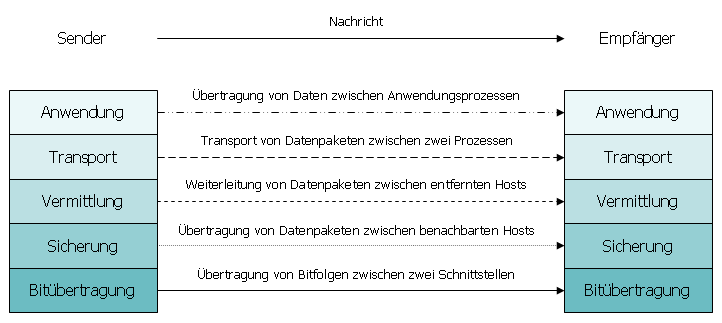 Nachricht
Sender
Empfänger
Übertragung von Daten zwischen Anwendungsprozessen
Anwendung
Anwendung
Transport von Datenpaketen zwischen zwei Prozessen
Transport
Transport
Weiterleitung von Datenpaketen zwischen entfernten Hosts
Vermittlung
Vermittlung
Übertragung von Datenpaketen zwischen benachbarten Hosts
Sicherung
Sicherung
Übertragung von Bitfolgen zwischen zwei Schnittstellen
Bitübertragung
Bitübertragung